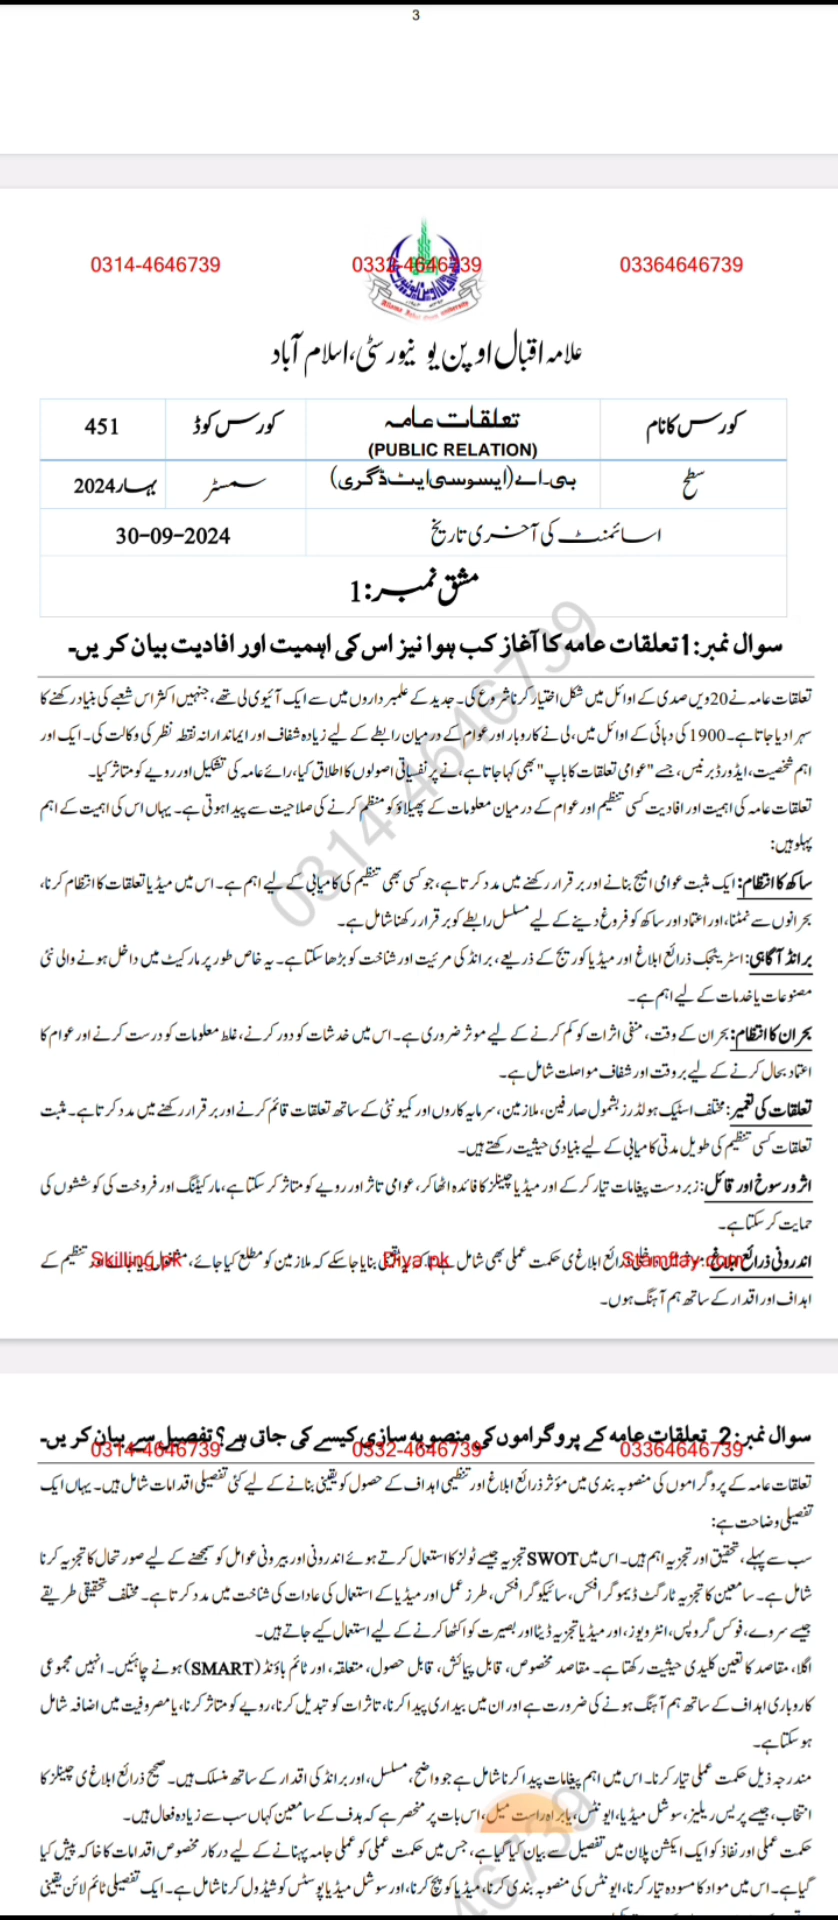 3
0314-4646739 0332-4646739 03364646739
علامہ اقبال اوپن یونیورسٹی، اسلام آباد
کورس کا نام تعلقات عامہ کورس کوڈ 451
(PUBLIC RELATION)
سطح بی۔اے (ایسوسی ایٹ ڈگری) سمسٹر بہار 2024
اسائمنٹ کی آخری تاریخ 30-09-2024
مشق نمبر: 1
سوال نمبر: 1 تعلقات عامہ کا آغاز کب ہوا نیز اس کی اہمیت اور افادیت بیان کریں۔
تعلقات عامہ نے 20ویں صدی کے اوائل میں شکل اختیار کرنا شروع کی۔ جدید کے علمبرداروں میں سے ایک آئیوی لی تھے، جنہیں اکثر اس شعبے کی بنیاد رکھنے کا
سہرا دیا جاتا ہے۔ 1900 کی دہائی کے اوائل میں، لی نے کاروبار اور عوام کے درمیان رابطے کے لیے زیادہ شفاف اور ایماندارانہ نقطہ نظر کی وکالت کی۔ ایک اور
اہم شخصیت، ایڈورڈ برنیس، جسے "عوامی تعلقات کا باپ" بھی کہا جاتا ہے، نے پر نفسیاتی اصولوں کا اطلاق کیا، رائے عامہ کی تشکیل اور رویے کو متاثر کیا۔
تعلقات عامہ کی اہمیت اور افادیت کسی تنظیم اور عوام کے درمیان معلومات کے پھیلاؤ کو منظم کرنے کی صلاحیت سے پیدا ہوتی ہے۔ یہاں اس کی اہمیت کے اہم
پہلو ہیں:
ساکھ کا انتظام: ایک مثبت عوامی امیج بنانے اور برقرار رکھنے میں مدد کرتا ہے، جو کسی بھی تنظیم کی کامیابی کے لیے اہم ہے۔ اس میں میڈیا تعلقات کا انتظام کرنا،
بحرانوں سے نمٹنا، اور اعتماد اور ساکھ کو فروغ دینے کے لیے مسلسل رابطے کو برقرار رکھنا شامل ہے۔
برانڈ آگاہی: اسٹریٹجک ذرائع ابلاغ اور میڈیا کوریج کے ذریعے، برانڈ کی مرئیت اور شناخت کو بڑھا سکتا ہے۔ یہ خاص طور پر مارکیٹ میں داخل ہونے والی نئی
مصنوعات یا خدمات کے لیے اہم ہے۔
بحران کا انتظام: بحران کے وقت، منفی اثرات کو کم کرنے کے لیے موثر ضروری ہے۔ اس میں خدشات کو دور کرنے، غلط معلومات کو درست کرنے اور عوام کا
اعتماد بحال کرنے کے لیے بروقت اور شفاف مواصلت شامل ہے۔
تعلقات کی تعمیر: مختلف اسٹیک ہولڈرز بشمول صارفین، ملازمین، سرمایہ کاروں اور کمیونٹی کے ساتھ تعلقات قائم کرنے اور برقرار رکھنے میں مدد کرتا ہے۔ مثبت
تعلقات کسی تنظیم کی طویل مدتی کامیابی کے لیے بنیادی حیثیت رکھتے ہیں۔
اثر و رسوخ اور قائل: زبردست پیغامات تیار کر کے اور میڈیا چینلز کا فائدہ اٹھا کر، عوامی تاثر اور رویے کو متاثر کر سکتا ہے، مارکیٹنگ اور فروخت کی کوششوں کی
حمایت کر سکتا ہے۔
اندرونی ذرائع ابلاغ: ذرائع ابلاغ کی حکمت عملی بھی شامل یقینی بنایا جاسکے کہ ملازمین کو مطلع کیا جائے، تنظیم کے
Skilling.pk Diya.pk Stamflay.com
اہداف اور اقدار کے ساتھ ہم آہنگ ہوں۔
0314-4646739
سوال نمبر: 2 تعلقات عامہ کے پروگراموں کی منصوبہ سازی کیسے کی جاتی ہے؟ تفصیل سے بیان کریں۔
0314-4646739 0332-4646739 03364646739
تعلقات عامہ کے پروگراموں کی منصوبہ بندی میں مؤثر ذرائع ابلاغ اور تنظیمی اہداف کے حصول کو یقینی بنانے کے لیے کئی تفصیلی اقدامات شامل ہیں۔ یہاں ایک
تفصیلی وضاحت ہے:
سب سے پہلے، تحقیق اور تجزیہ اہم ہیں۔ اس میں SWOT تجزیہ جیسے ٹولز کا استعمال کرتے ہوئے اندرونی اور بیرونی عوامل کو سمجھنے کے لیے صورتحال کا تجزیہ کرنا
شامل ہے۔ سامعین کا تجزیہ ٹارگٹ ڈیموگرافکس، سائیکوگرافکس، طرز عمل اور میڈیا کے استعمال کی عادات کی شناخت میں مدد کرتا ہے۔ مختلف تحقیقی طریقے
جیسے سروے، فوکس گروپس، انٹرویوز، اور میڈیا تجزیہ ڈیٹا اور بصیرت کو اکٹھا کرنے کے لیے استعمال کیے جاتے ہیں۔
اگلا، مقاصد کا تعین کلیدی حیثیت رکھتا ہے۔ مقاصد مخصوص، قابل پیمائش، قابل حصول، متعلقہ، اور ٹائم باؤنڈ (SMART) ہونے چاہئیں۔ انہیں مجموعی
کاروباری اہداف کے ساتھ ہم آہنگ ہونے کی ضرورت ہے اور ان میں بیداری پیدا کرنا، تاثرات کو تبدیل کرنا، رویے کو متاثر کرنا، یا مصروفیت میں اضافہ شامل
ہو سکتا ہے۔
مندرجہ ذیل حکمت عملی تیار کرنا۔ اس میں اہم پیغامات پیدا کرنا شامل ہے جو واضح، مسلسل، اور برانڈ کی اقدار کے ساتھ منسلک ہیں۔ صحیح ذرائع ابلاغ کی چینلز کا
انتخاب، جیسے پریس ریلیز، سوشل میڈیا، ایونٹس، یا براہ راست میل، اس بات پر منحصر ہے کہ ہدف کے سامعین کہاں سب سے زیادہ فعال ہیں۔
حکمت عملی اور نفاذ کو ایک ایکشن پلان میں تفصیل سے بیان کیا گیا ہے، جس میں حکمت عملی کو عملی جامہ پہنانے کے لیے درکار مخصوص اقدامات کا خاکہ پیش کیا
گیا ہے۔ اس میں مواد کا مسودہ تیار کرنا، ایونٹس کی منصوبہ بندی کرنا، میڈیا کو پچ کرنا، اور سوشل میڈیا پوسٹس کو شیڈول کرنا شامل ہے۔ ایک تفصیلی ٹائم لائن یقینی
46739